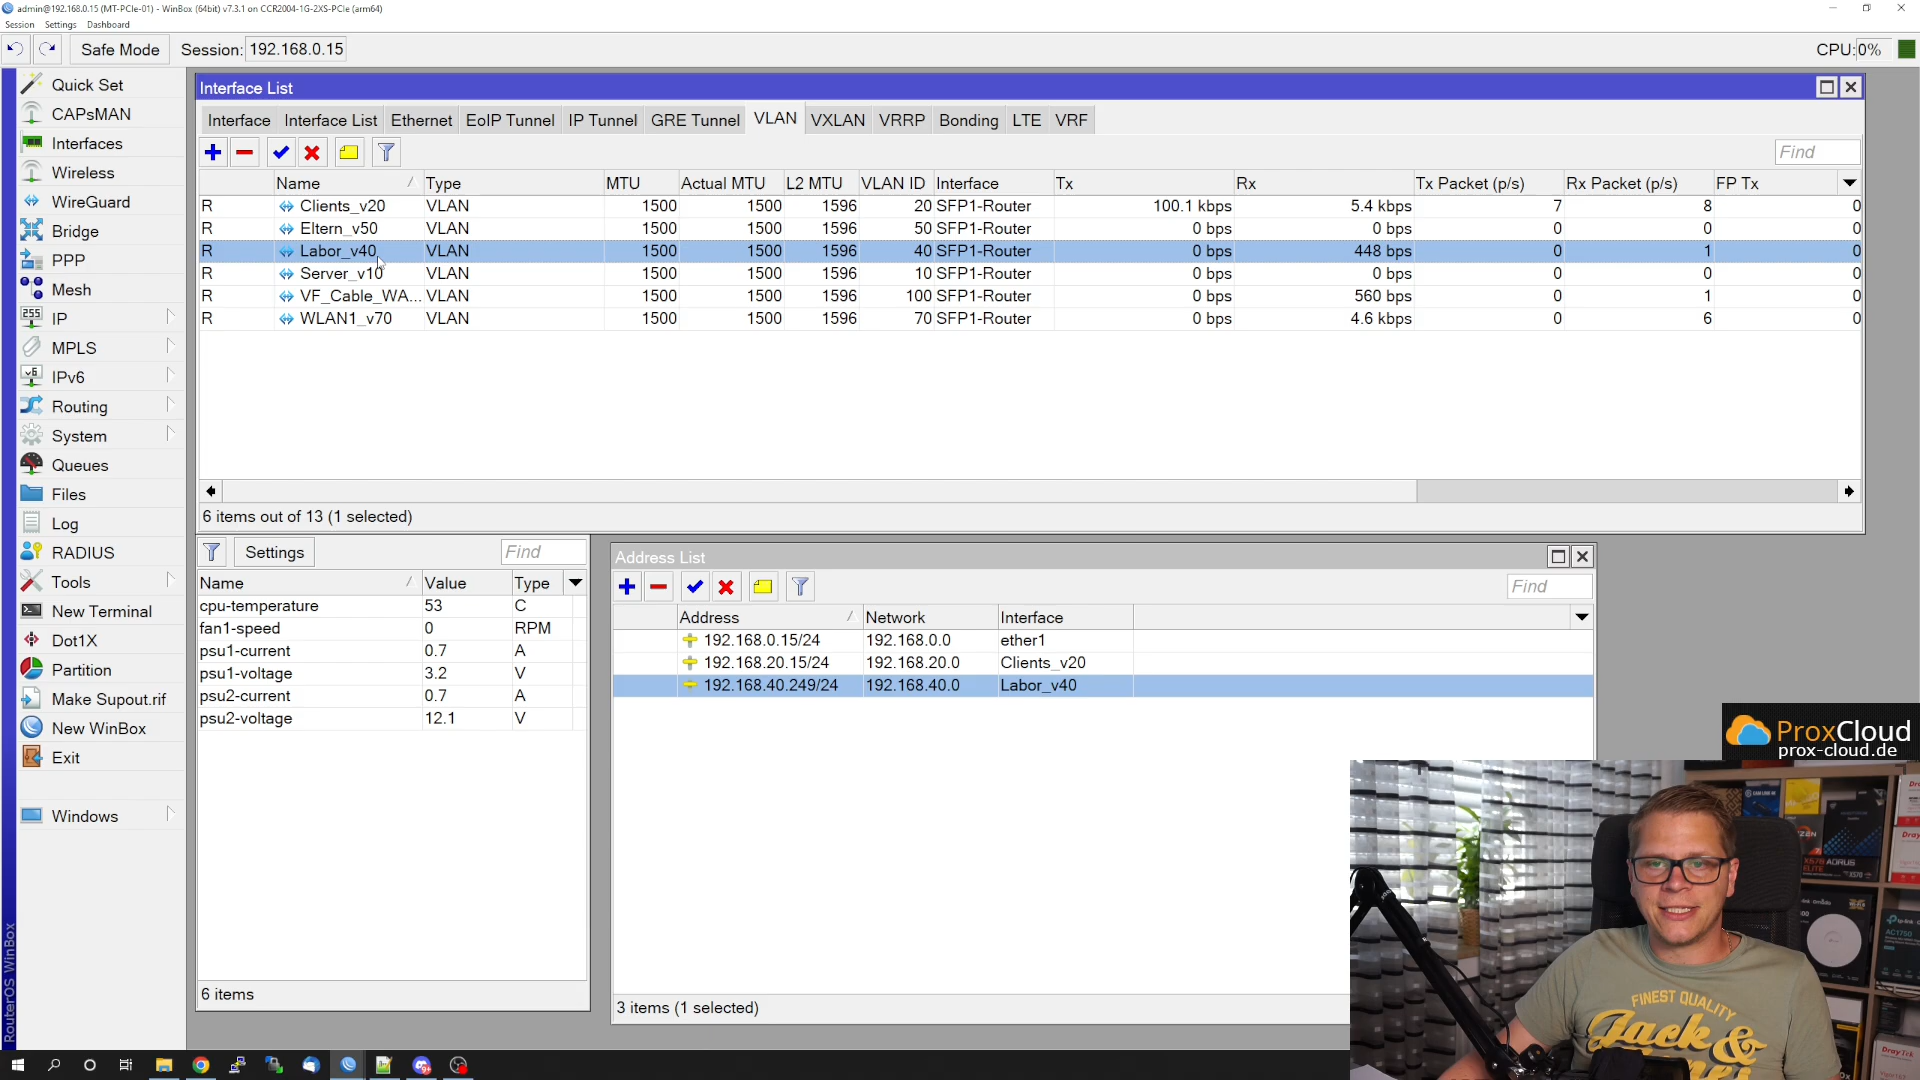 admin@192.168.0.15 (MT-PCIe-01) - WinBox (64bit) v7.3.1 on CCR2004-1G-2XS-PCIe (arm64)
Session Settings Dashboard
Safe Mode Session: 192.168.0.15 CPU:0%
Quick Set
CAPsMAN
Interfaces
Wireless
WireGuard
Bridge
PPP
Mesh
IP
MPLS
IPv6
Routing
System
Queues
Files
Log
RADIUS
Tools
New Terminal
Dot1X
Partition
Make Supout.rif
New WinBox
Exit
Windows
RouterOS WinBox
Interface List
Interface Interface List Ethernet EoIP Tunnel IP Tunnel GRE Tunnel VLAN VXLAN VRRP Bonding LTE VRF
Find
Name Type MTU Actual MTU L2 MTU VLAN ID Interface Tx Rx Tx Packet (p/s) Rx Packet (p/s) FP Tx
R Clients_v20 VLAN 1500 1500 1596 20 SFP1-Router 100.1 kbps 5.4 kbps 7 8 0
R Eltern_v50 VLAN 1500 1500 1596 50 SFP1-Router 0 bps 0 bps 0 0 0
R Labor_v40 VLAN 1500 1500 1596 40 SFP1-Router 0 bps 448 bps 0 1 0
R Server_v10 VLAN 1500 1500 1596 10 SFP1-Router 0 bps 0 bps 0 0 0
R VF_Cable_WA... VLAN 1500 1500 1596 100 SFP1-Router 0 bps 560 bps 0 1 0
R WLAN1_v70 VLAN 1500 1500 1596 70 SFP1-Router 0 bps 4.6 kbps 0 6 0
6 items out of 13 (1 selected)
Settings Find
Name Value Type
cpu-temperature 53 C
fan1-speed 0 RPM
psu1-current 0.7 A
psu1-voltage 3.2 V
psu2-current 0.7 A
psu2-voltage 12.1 V
6 items
Address List
Find
Address Network Interface
192.168.0.15/24 192.168.0.0 ether1
192.168.20.15/24 192.168.20.0 Clients_v20
192.168.40.249/24 192.168.40.0 Labor_v40
3 items (1 selected)
ProxCloud
prox-cloud.de
X570 AORUS
ELITE
AC1750
DrayTek
FINEST QUALITY
Jack &